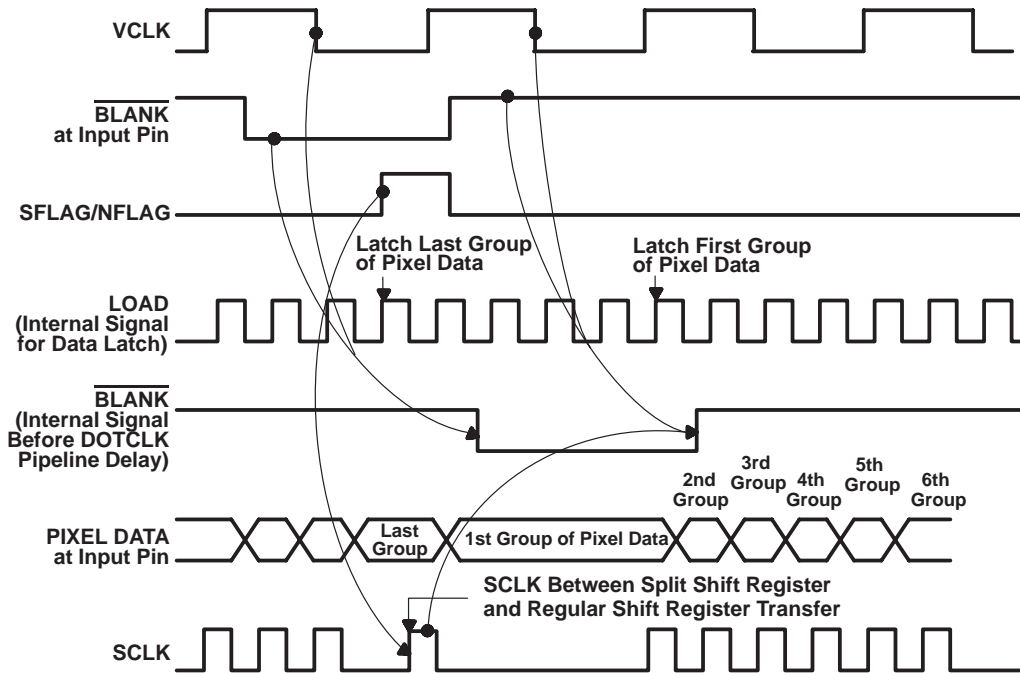 VCLK
BLANK
at Input Pin
SFLAG/NFLAG
Latch Last Group
of Pixel Data
Latch First Group
of Pixel Data
LOAD
(Internal Signal
for Data Latch)
BLANK
(Internal Signal
Before DOTCLK
Pipeline Delay)
2nd
Group
3rd
Group
4th
Group
5th
Group
6th
Group
PIXEL DATA
at Input Pin
Last
Group
1st Group of Pixel Data
SCLK Between Split Shift Register
and Regular Shift Register Transfer
SCLK